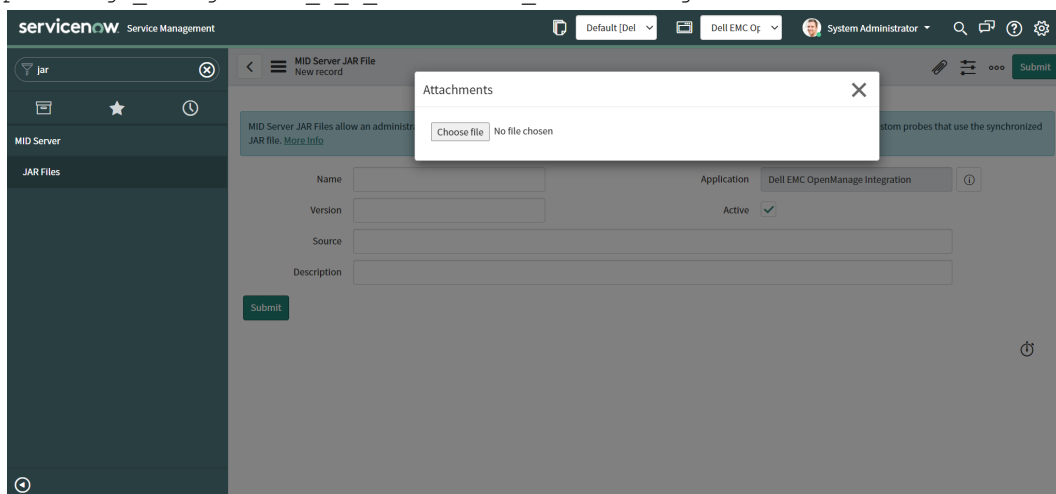 servicenow Service Management
Default [Del
Dell EMC Op
System Administrator
jar
MID Server JAR File
New record
Submit
Attachments
Choose file No file chosen
MID Server JAR Files allow an administr
stom probes that use the synchronized
JAR file. More Info
MID Server
JAR Files
Name
Application Dell EMC OpenManage Integration
Version
Active
Source
Description
Submit